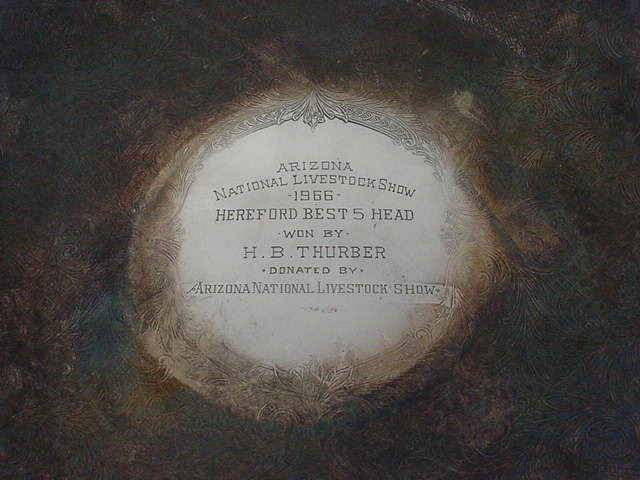 ARIZONA
NATIONAL LIVESTOCK SHOW
-1966-
HEREFORD BEST 5 HEAD
·WON BY·
H. B. THURBER
·DONATED BY·
ARIZONA NATIONAL LIVESTOCK SHOW